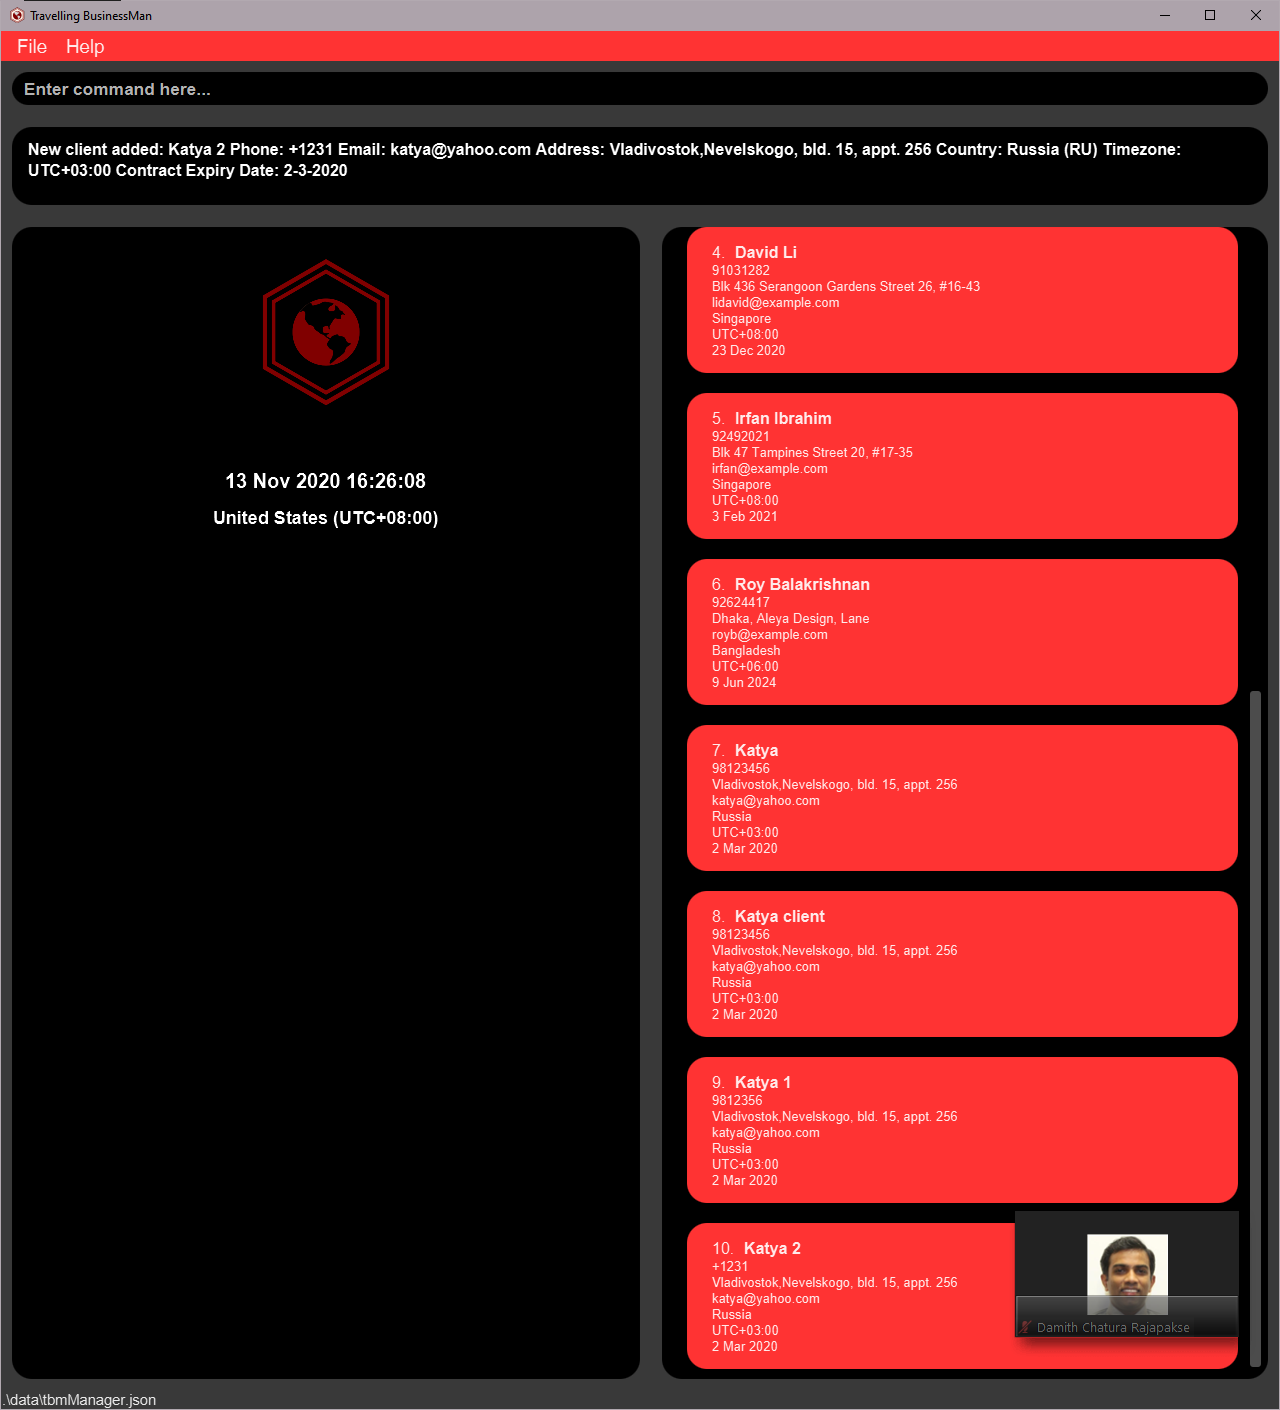 Travelling BusinessMan
File Help
Enter command here...
New client added: Katya 2 Phone: +1231 Email: katya@yahoo.com Address: Vladivostok,Nevelskogo, bld. 15, appt. 256 Country: Russia (RU) Timezone:
UTC+03:00 Contract Expiry Date: 2-3-2020
13 Nov 2020 16:26:08
United States (UTC+08:00)
4. David Li
91031282
Blk 436 Serangoon Gardens Street 26, #16-43
lidavid@example.com
Singapore
UTC+08:00
23 Dec 2020
5. Irfan Ibrahim
92492021
Blk 47 Tampines Street 20, #17-35
irfan@example.com
Singapore
UTC+08:00
3 Feb 2021
6. Roy Balakrishnan
92624417
Dhaka, Aleya Design, Lane
royb@example.com
Bangladesh
UTC+06:00
9 Jun 2024
7. Katya
98123456
Vladivostok,Nevelskogo, bld. 15, appt. 256
katya@yahoo.com
Russia
UTC+03:00
2 Mar 2020
8. Katya client
98123456
Vladivostok,Nevelskogo, bld. 15, appt. 256
katya@yahoo.com
Russia
UTC+03:00
2 Mar 2020
9. Katya 1
9812356
Vladivostok,Nevelskogo, bld. 15, appt. 256
katya@yahoo.com
Russia
UTC+03:00
2 Mar 2020
10. Katya 2
+1231
Vladivostok,Nevelskogo, bld. 15, appt. 256
katya@yahoo.com
Russia
UTC+03:00
2 Mar 2020
Damith Chatura Rajapakse
.\data\tbmManager.json